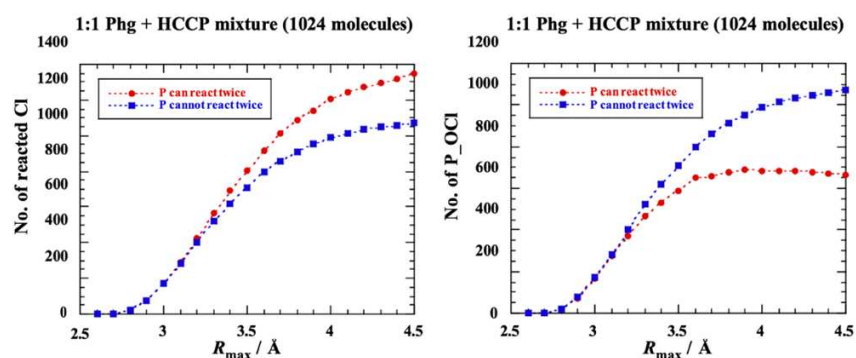 1:1 Phg + HCCP mixture (1024 molecules)
1400
1200
1000
800
600
400
200
0
No. of reacted Cl
P can react twice
P cannot react twice
2.5
3
3.5
4
4.5
Rmax / Å
1:1 Phg + HCCP mixture (1024 molecules)
1200
1000
800
600
400
200
0
No. of P_OCl
P can react twice
P cannot react twice
2.5
3
3.5
4
4.5
Rmax / Å